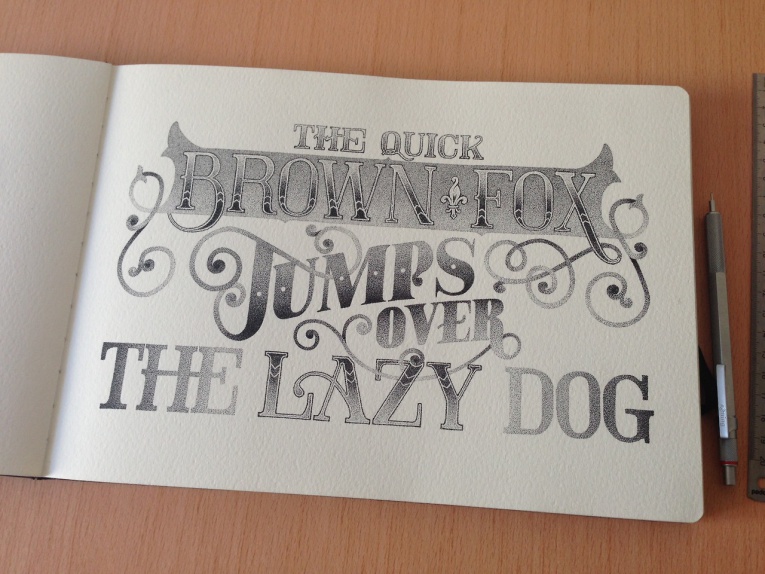 THE QUICK
BROWN FOX
JUMPS
OVER
THE LAZY DOG